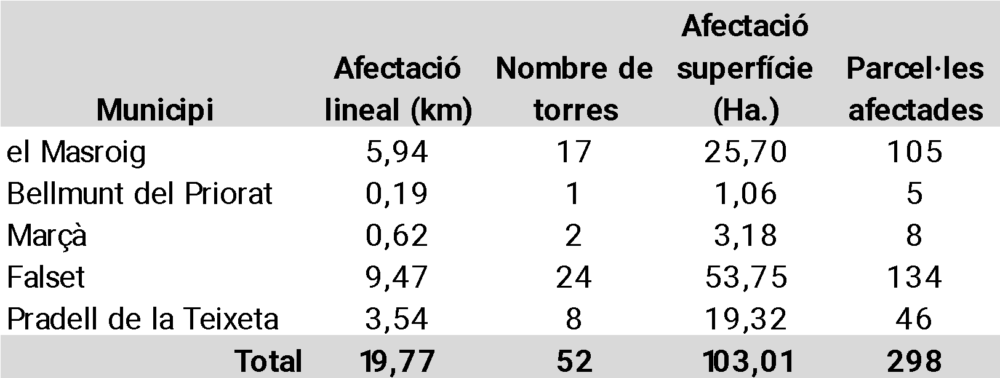 Municipi Afectació lineal (km) Nombre de torres Afectació superfície (Ha.) Parcel·les afectades
el Masroig 5,94 17 25,70 105
Bellmunt del Priorat 0,19 1 1,06 5
Marçà 0,62 2 3,18 8
Falset 9,47 24 53,75 134
Pradell de la Teixeta 3,54 8 19,32 46
Total 19,77 52 103,01 298